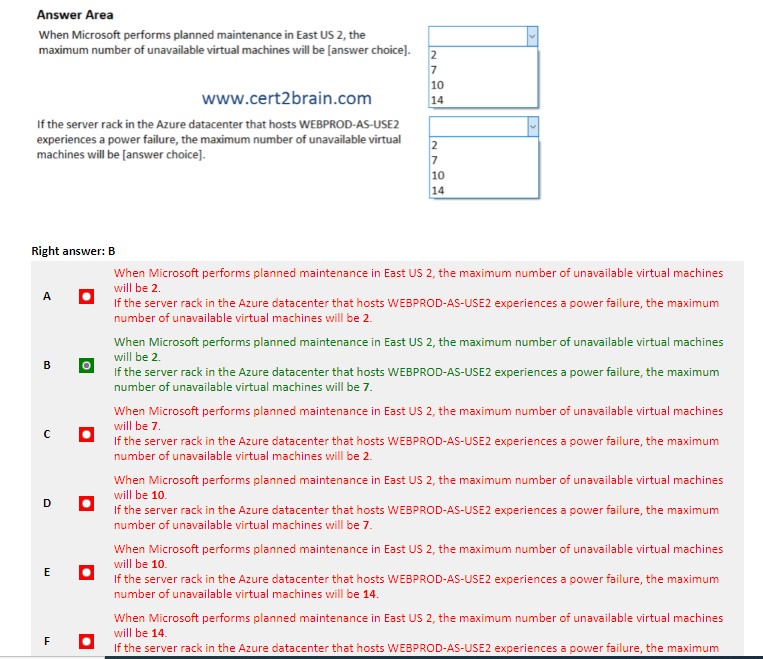 Answer Area
When Microsoft performs planned maintenance in East US 2, the
maximum number of unavailable virtual machines will be [answer choice].
2
7
10
14
www.cert2brain.com
If the server rack in the Azure datacenter that hosts WEBPROD-AS-USE2
experiences a power failure, the maximum number of unavailable virtual
machines will be [answer choice].
2
7
10
14
Right answer: B
A
When Microsoft performs planned maintenance in East US 2, the maximum number of unavailable virtual machines
will be 2.
If the server rack in the Azure datacenter that hosts WEBPROD-AS-USE2 experiences a power failure, the maximum
number of unavailable virtual machines will be 2.
B
When Microsoft performs planned maintenance in East US 2, the maximum number of unavailable virtual machines
will be 2.
If the server rack in the Azure datacenter that hosts WEBPROD-AS-USE2 experiences a power failure, the maximum
number of unavailable virtual machines will be 7.
C
When Microsoft performs planned maintenance in East US 2, the maximum number of unavailable virtual machines
will be 7.
If the server rack in the Azure datacenter that hosts WEBPROD-AS-USE2 experiences a power failure, the maximum
number of unavailable virtual machines will be 2.
D
When Microsoft performs planned maintenance in East US 2, the maximum number of unavailable virtual machines
will be 10.
If the server rack in the Azure datacenter that hosts WEBPROD-AS-USE2 experiences a power failure, the maximum
number of unavailable virtual machines will be 7.
E
When Microsoft performs planned maintenance in East US 2, the maximum number of unavailable virtual machines
will be 10.
If the server rack in the Azure datacenter that hosts WEBPROD-AS-USE2 experiences a power failure, the maximum
number of unavailable virtual machines will be 14.
F
When Microsoft performs planned maintenance in East US 2, the maximum number of unavailable virtual machines
will be 14.
If the server rack in the Azure datacenter that hosts WEBPROD-AS-USE2 experiences a power failure, the maximum